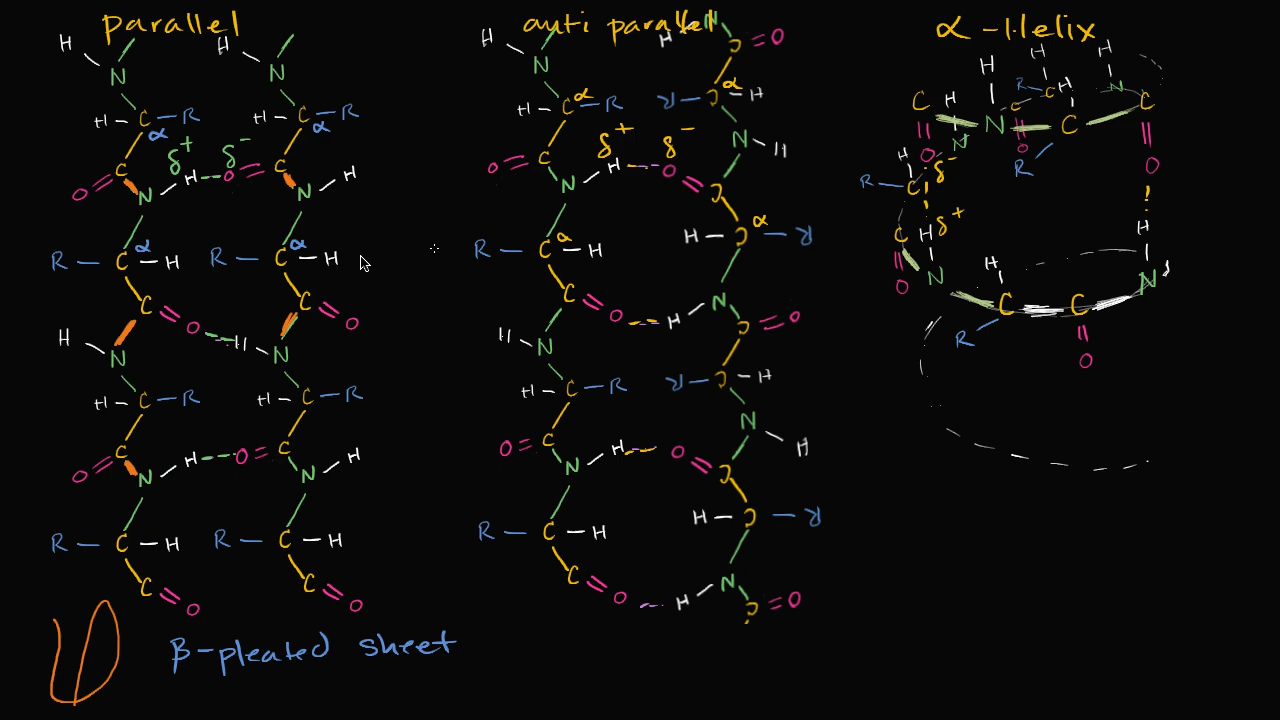 parallel
H H
N N
H C R H C R
α α
δ+ δ-
C H O C H
O N N
α α
R C H R C H
C C
O O
H H
N N
H C R H C R
C H O C H
O N N
R C H R C H
C C
O O
β-pleated sheet
anti parallel
H H N
N C O
α α
H C R R C H
δ+ δ-
N H
O C H O
N C
α α
R C H H C R
C N
O H C O
H
N
H C R R C H
N
O C H O H
N C
R C H H C R
C N
O H C O
α-Helix
H H H
R C H N
C H N C C C
O O
H N R O
R C δ-
H δ+ H
C N H N
O C C
R O